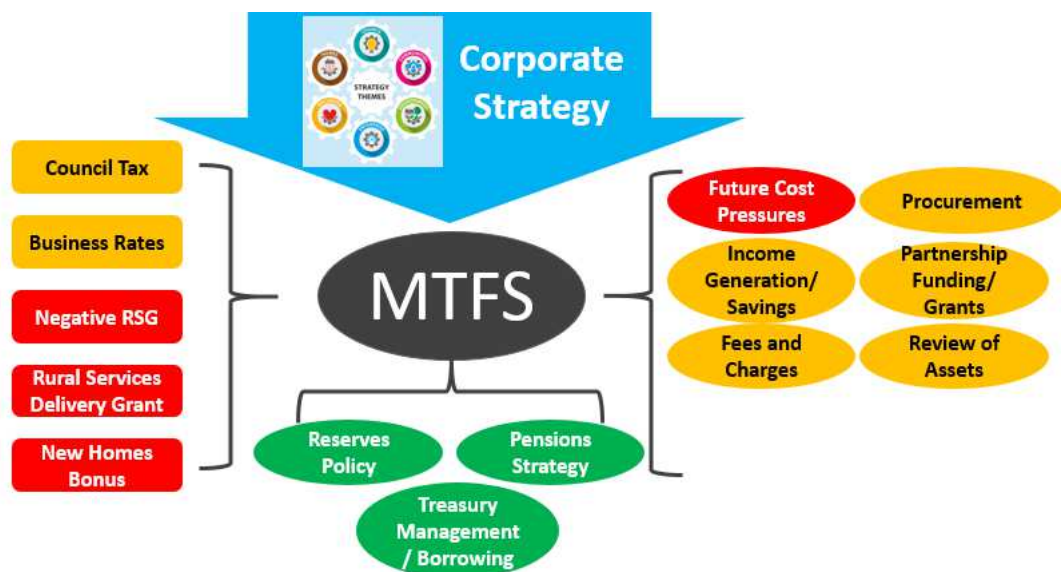 Corporate
Strategy
STRATEGY
THEMES
Council Tax
Business Rates
Negative RSG
Rural Services
Delivery Grant
New Homes
Bonus
MTFS
Future Cost
Pressures
Procurement
Income
Generation/
Savings
Partnership
Funding/
Grants
Fees and
Charges
Review of
Assets
Reserves
Policy
Pensions
Strategy
Treasury
Management
/ Borrowing